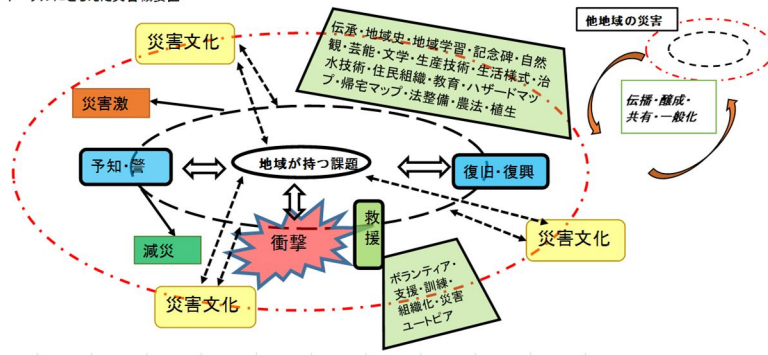 災害文化
伝承・地域史・地域学習・記念碑・自然
観・芸能・文学・生産技術・生活様式・治
水技術・住民組織・教育・ハザードマッ
プ・帰宅マップ・法整備・農法・植生
他地域の災害
伝播・醸成・
共有・一般化
災害激
予知・警
地域が持つ課題
復旧・復興
減災
衝撃
救
援
災害文化
災害文化
ボランティア・
支援・訓練・
組織化・災害
ユートピア